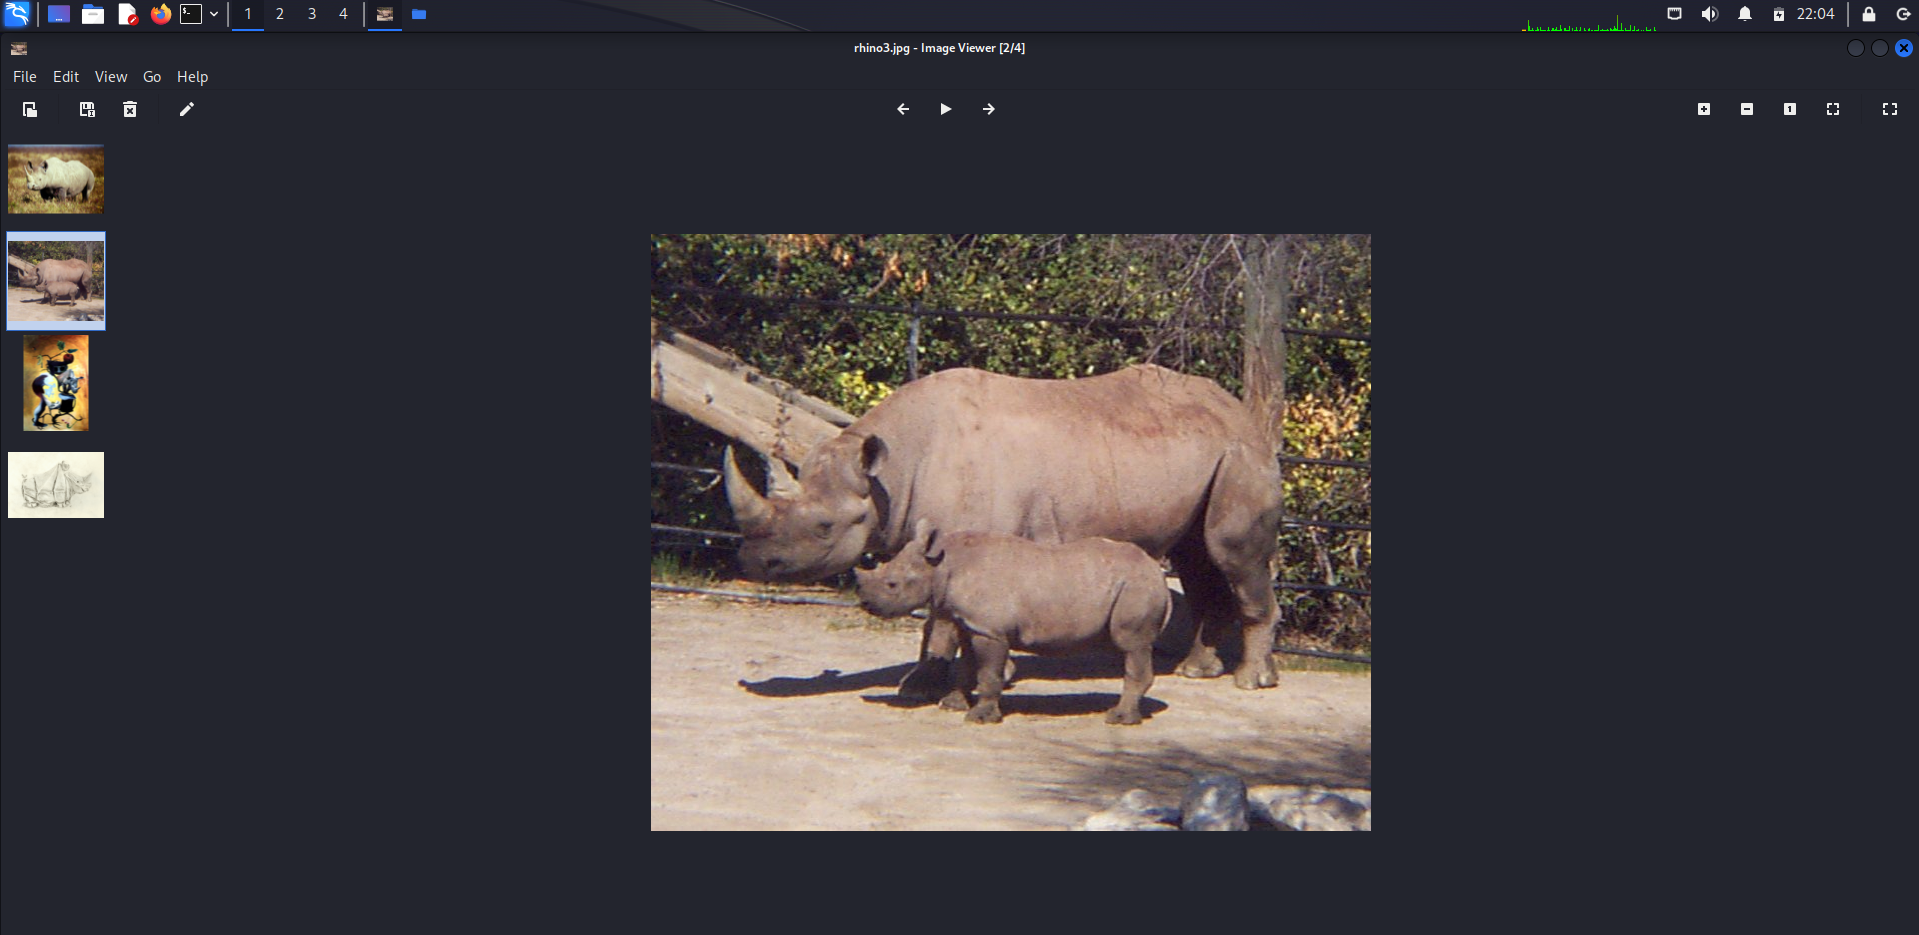 1 2 3 4 22:04
rhino3.jpg - Image Viewer [2/4]
File Edit View Go Help